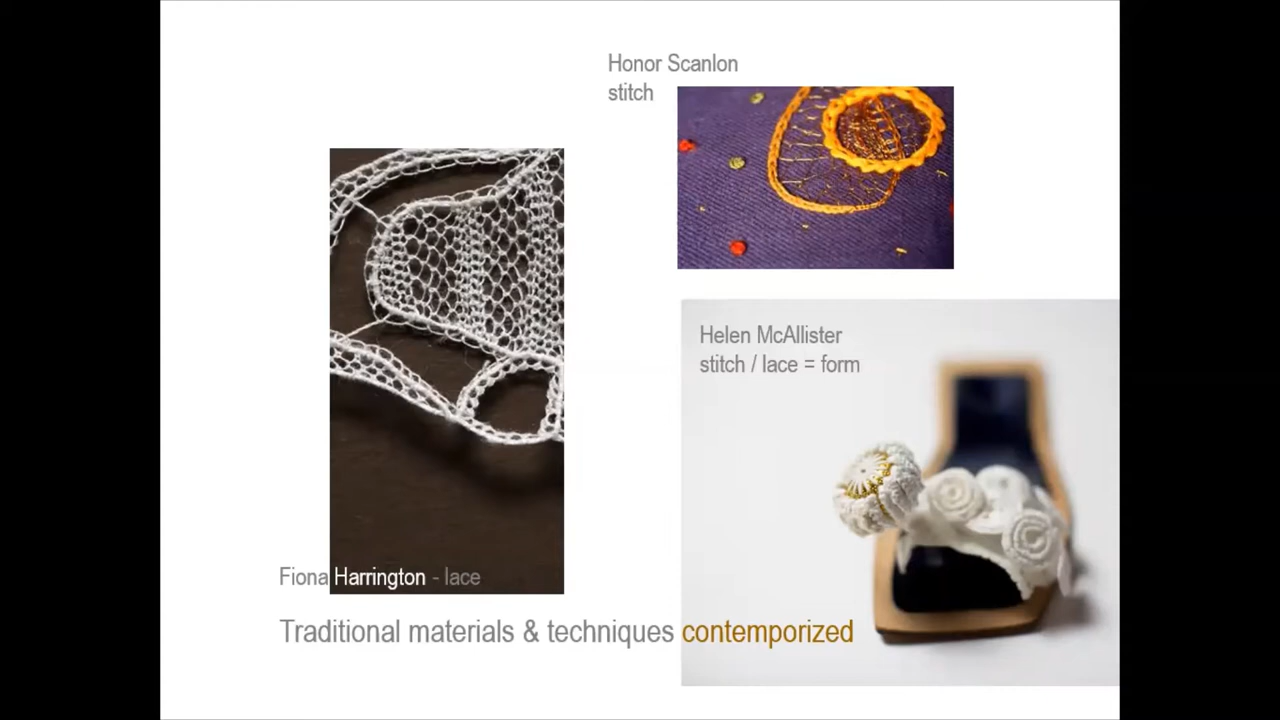 Honor Scanlon
stitch
Helen McAllister
stitch / lace = form
Fiona Harrington - lace
Traditional materials & techniques contemporized